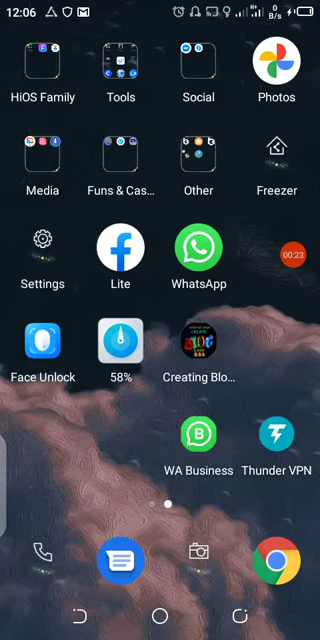 12:06
0
B/s
HiOS Family
Tools
Social
Photos
Media
Funs & Cas...
Other
Freezer
Settings
Lite
WhatsApp
00:23
Face Unlock
58%
Creating Blo...
WA Business
Thunder VPN